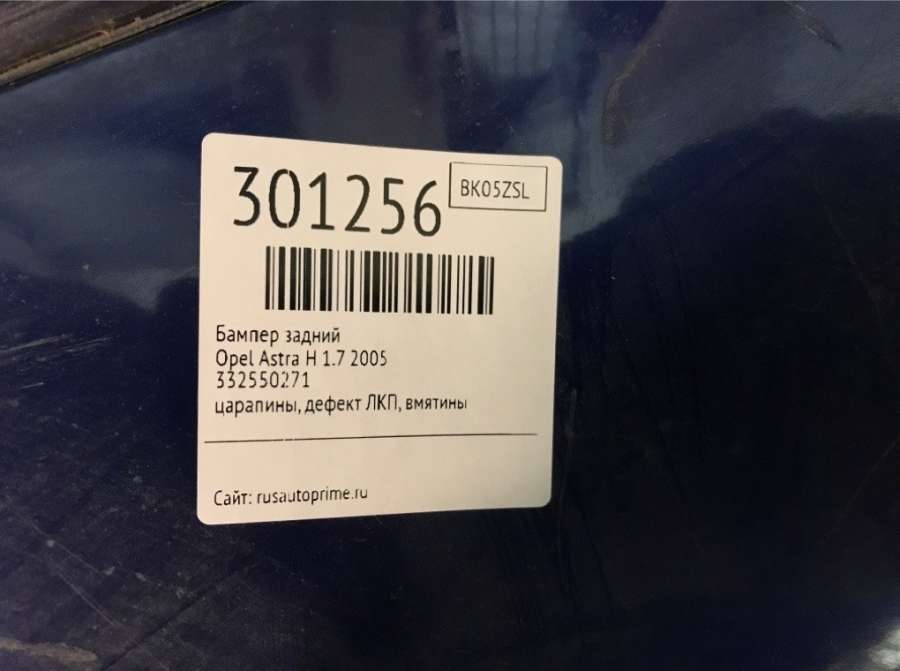 301256
BK05ZSL
Бампер задний
Opel Astra H 1.7 2005
332550271
царапины, дефект ЛКП, вмятины
Сайт: rusautoprime.ru